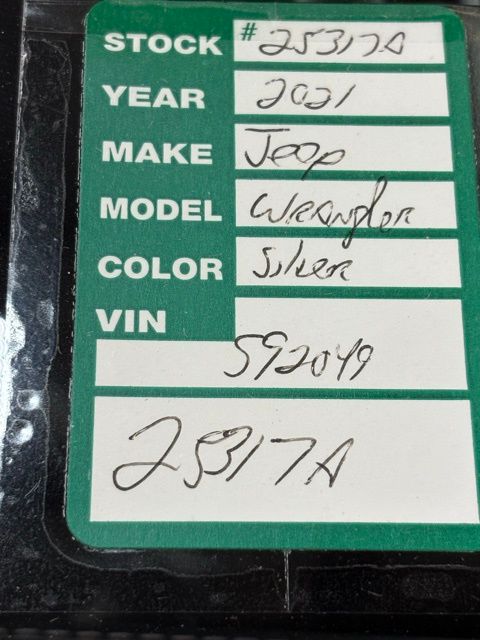 STOCK # 25317A
YEAR 2021
MAKE Jeep
MODEL Wrangler
COLOR Silver
VIN
592049
25317A